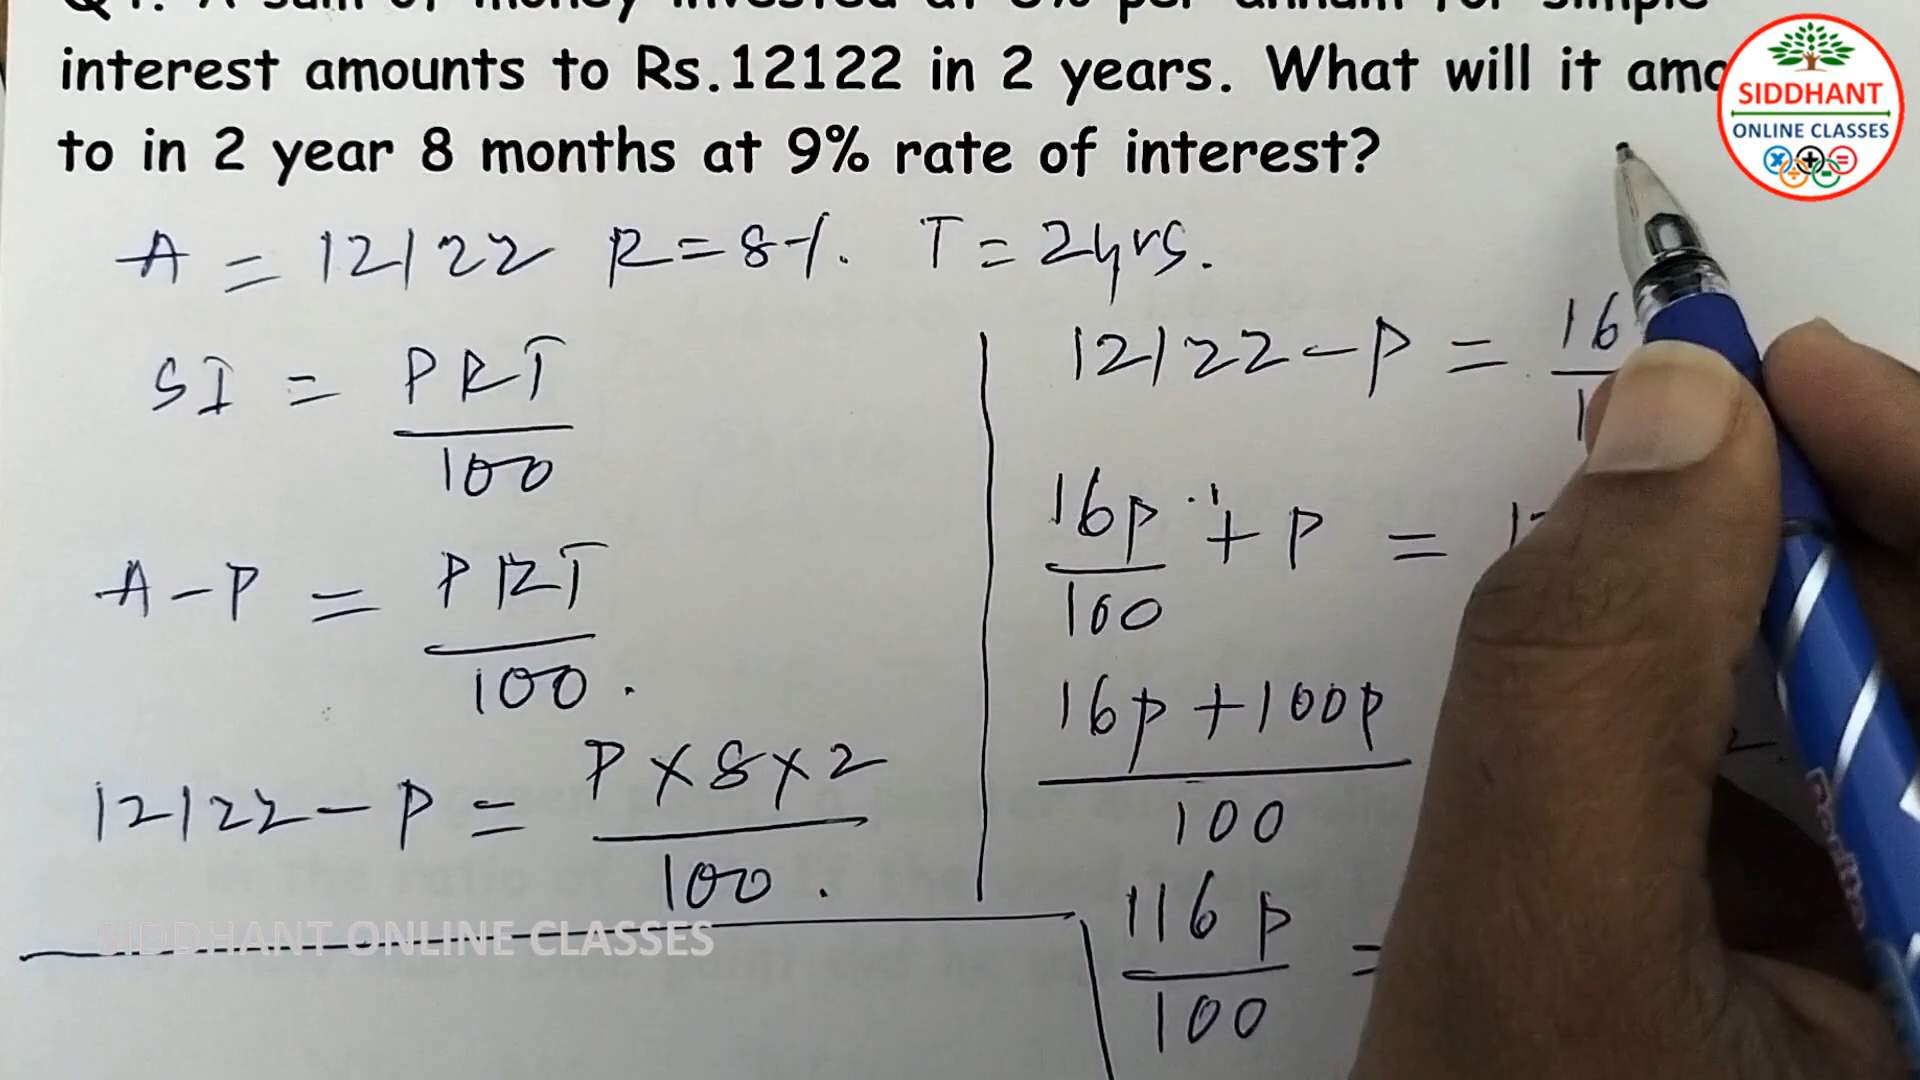 interest amounts to Rs.12122 in 2 years. What will it
to in 2 year 8 months at 9% rate of interest?
SIDDHANT
ONLINE CLASSES
A = 12122 R = 8%. T = 2yrs.
SI = PRT
100
A - P = PRT
100.
12122 - P = P × 8 × 2
100.
12122 - P = 16
16P + P =
100
16P + 100P
100
116 P =
100
SIDDHANT ONLINE CLASSES